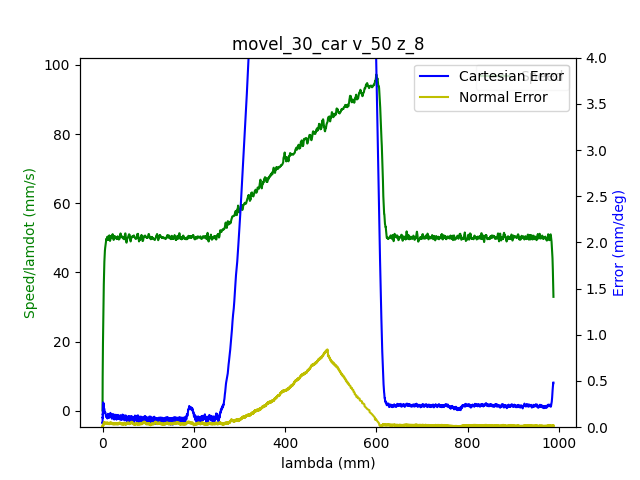 movel_30_car v_50 z_8
Cartesian Error
Normal Error
Speed/lamdot (mm/s)
100
80
60
40
20
0
4.0
3.5
3.0
2.5
2.0
1.5
1.0
0.5
0.0
Error (mm/deg)
0 200 400 600 800 1000
lambda (mm)